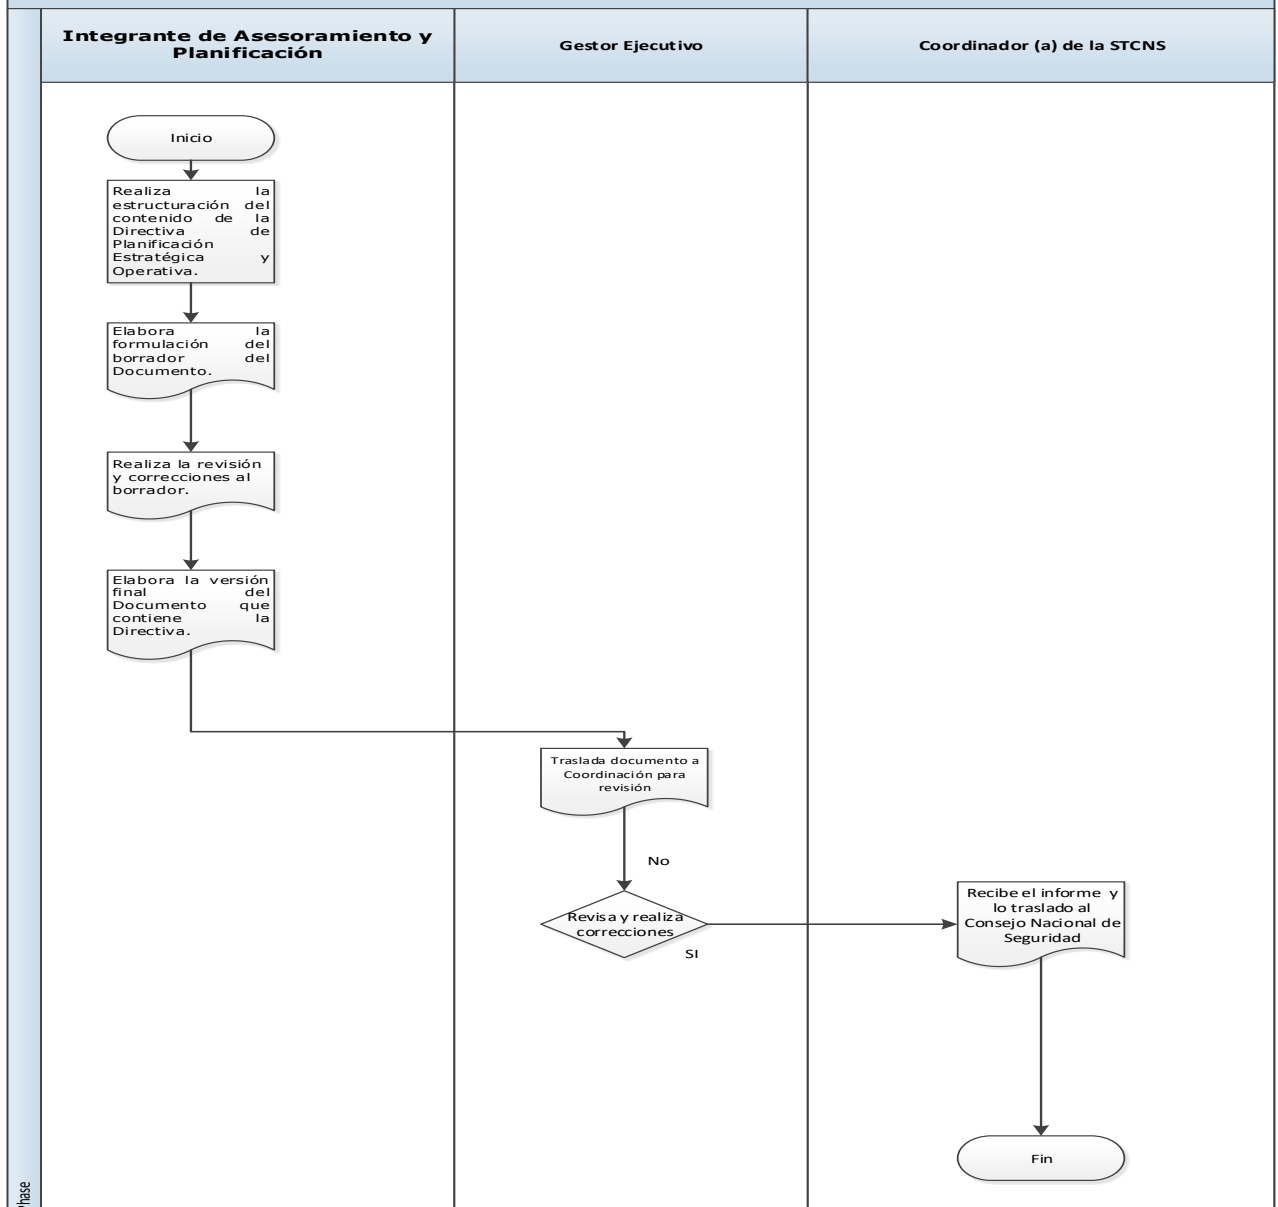 Integrante de Asesoramiento y
Planificación
Gestor Ejecutivo
Coordinador (a) de la STCNS
Inicio
Realiza la
estructuración del
contenido de la
Directiva de
Planificación
Estratégica y
Operativa.
Elabora la
formulación del
borrador del
Documento.
Realiza la revisión
y correcciones al
borrador.
Elabora la versión
final del
Documento que
contiene la
Directiva.
Traslada documento a
Coordinación para
revisión
No
Revisa y realiza
correcciones
SI
Recibe el informe y
lo traslado al
Consejo Nacional de
Seguridad
Fin
Phase